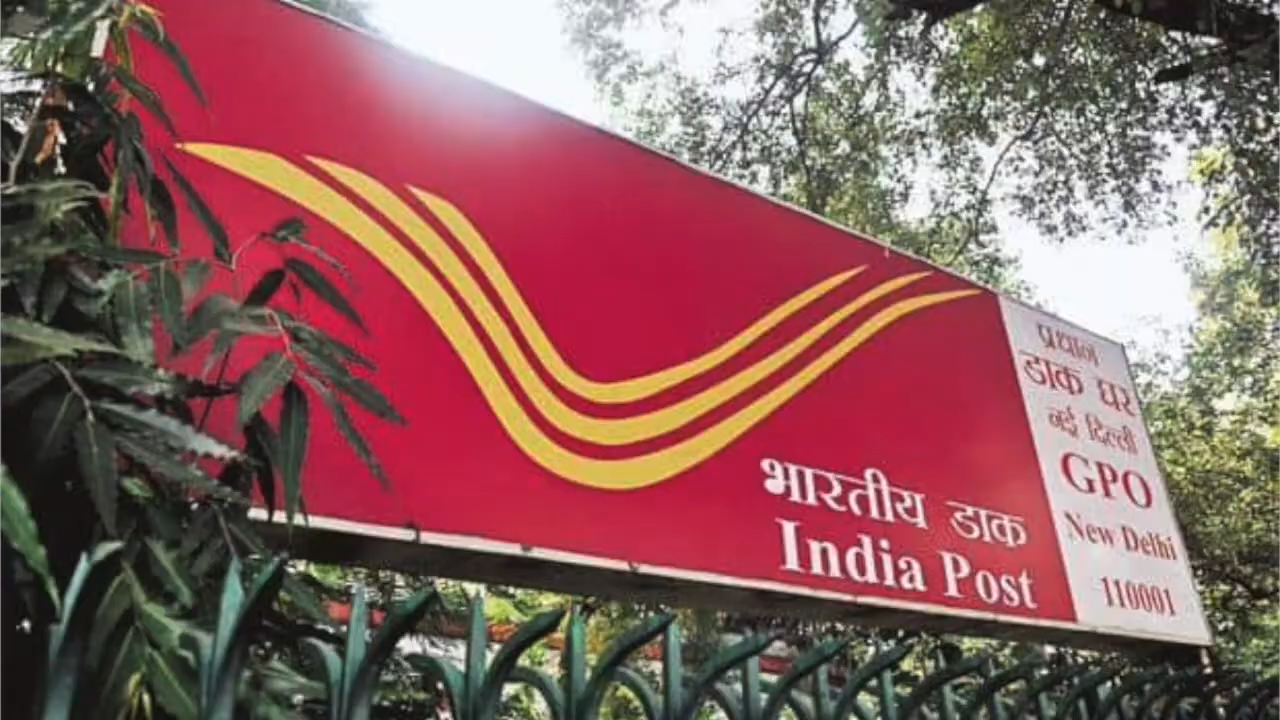 भारतीय डाक
India Post
प्रधान
डाक घर
नई दिल्ली
GPO
New Delhi
110001